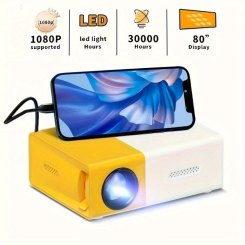 1080p
LED
1080P
supported
led light
Hours
30000
Hours
80"
Display